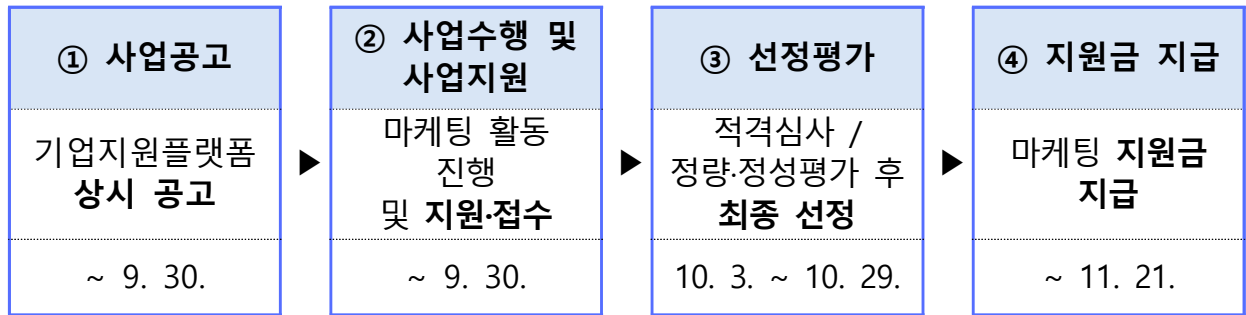 ① 사업공고
기업지원플랫폼
상시 공고
~ 9. 30.
▶
② 사업수행 및
사업지원
마케팅 활동
진행
및 지원·접수
~ 9. 30.
▶
③ 선정평가
적격심사 /
정량·정성평가 후
최종 선정
10. 3. ~ 10. 29.
▶
④ 지원금 지급
마케팅 지원금
지급
~ 11. 21.